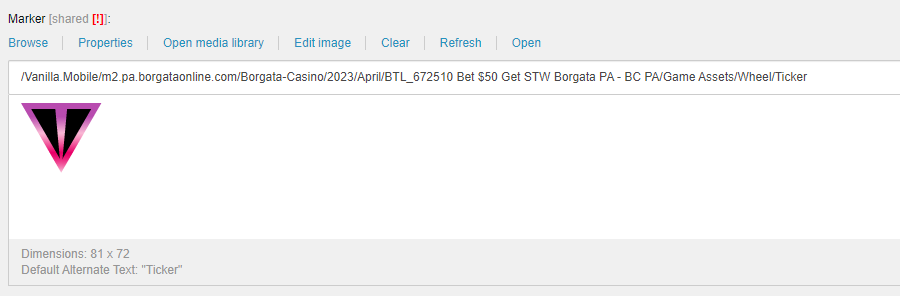 Marker [shared [!]]:
Browse Properties Open media library Edit image Clear Refresh Open
/Vanilla.Mobile/m2.pa.borgataonline.com/Borgata-Casino/2023/April/BTL_672510 Bet $50 Get STW Borgata PA - BC PA/Game Assets/Wheel/Ticker
Dimensions: 81 x 72
Default Alternate Text: "Ticker"